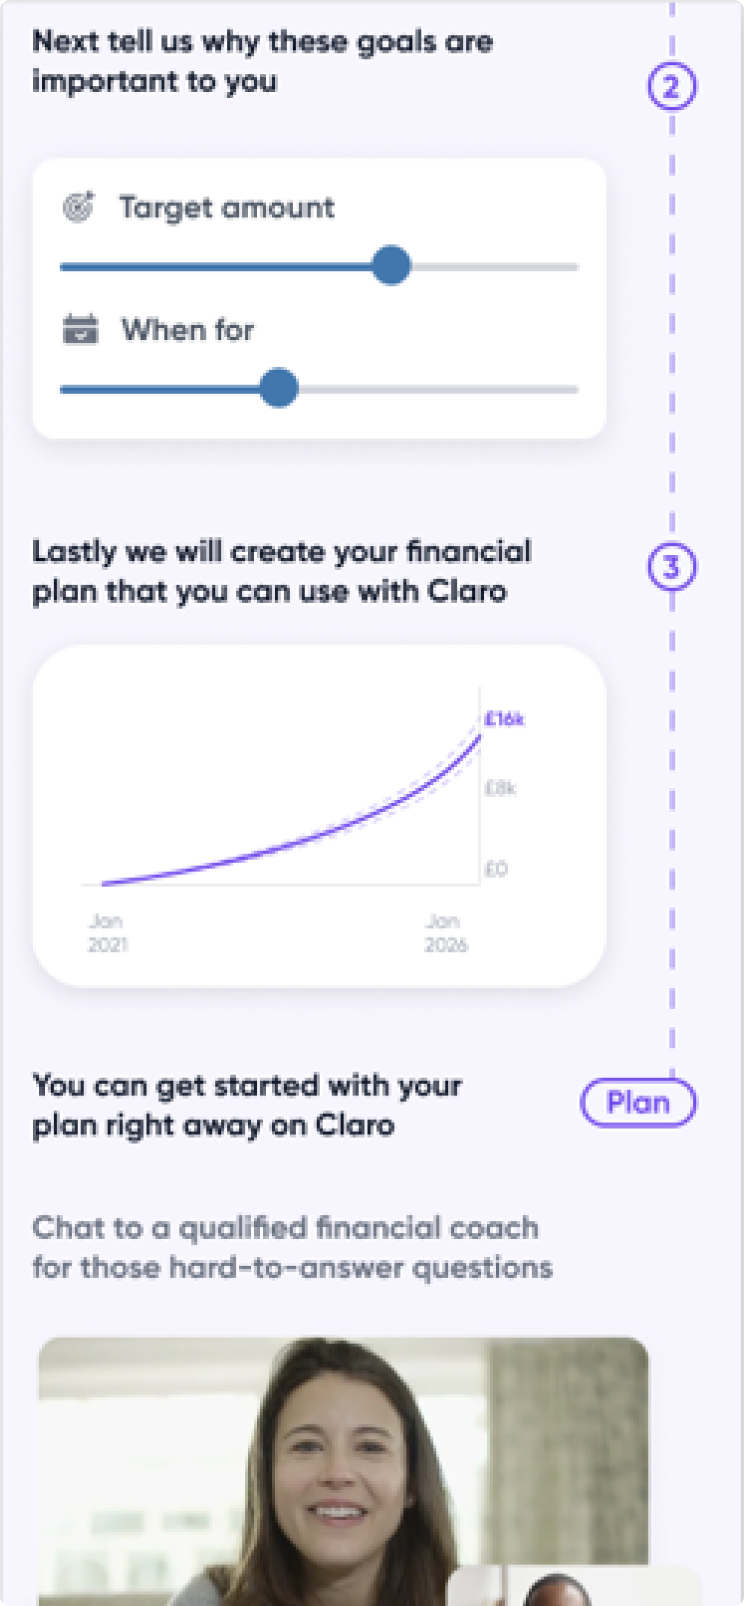 Next tell us why these goals are
important to you
2
Target amount
When for
Lastly we will create your financial
plan that you can use with Claro
3
£16k
£8k
£0
Jan
2021
Jan
2026
You can get started with your
plan right away on Claro
Plan
Chat to a qualified financial coach
for those hard-to-answer questions